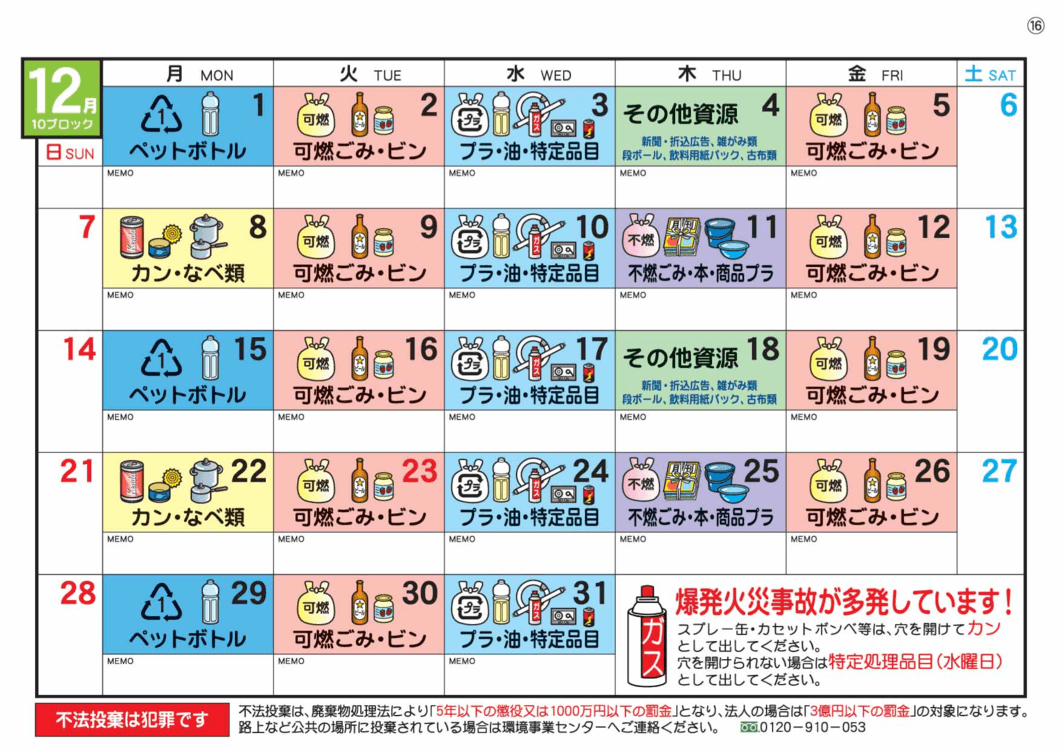 ⑯
12月
10ブロック
月 MON
火 TUE
水 WED
木 THU
金 FRI
土 SAT
日 SUN
1
1
ペットボトル
MEMO
2
可燃
可燃ごみ・ビン
MEMO
3
プラ
ガス
プラ・油・特定品目
MEMO
4
その他資源
新聞・折込広告、雑がみ類
段ボール、飲料用紙パック、古布類
MEMO
5
可燃
可燃ごみ・ビン
MEMO
6
7
8
カン・なべ類
MEMO
9
可燃
可燃ごみ・ビン
MEMO
10
プラ
ガス
プラ・油・特定品目
MEMO
11
不燃
月刊
不燃ごみ・本・商品プラ
MEMO
12
可燃
可燃ごみ・ビン
MEMO
13
14
15
1
ペットボトル
MEMO
16
可燃
可燃ごみ・ビン
MEMO
17
プラ
ガス
プラ・油・特定品目
MEMO
18
その他資源
新聞・折込広告、雑がみ類
段ボール、飲料用紙パック、古布類
MEMO
19
可燃
可燃ごみ・ビン
MEMO
20
21
22
カン・なべ類
MEMO
23
可燃
可燃ごみ・ビン
MEMO
24
プラ
ガス
プラ・油・特定品目
MEMO
25
不燃
月刊
不燃ごみ・本・商品プラ
MEMO
26
可燃
可燃ごみ・ビン
MEMO
27
28
29
1
ペットボトル
MEMO
30
可燃
可燃ごみ・ビン
MEMO
31
プラ
ガス
プラ・油・特定品目
MEMO
ガス
爆発火災事故が多発しています！
スプレー缶・カセットボンベ等は、穴を開けてカン
として出してください。
穴を開けられない場合は特定処理品目（水曜日）
として出してください。
不法投棄は犯罪です
不法投棄は、廃棄物処理法により「5年以下の懲役又は1000万円以下の罰金」となり、法人の場合は「3億円以下の罰金」の対象になります。
路上など公共の場所に投棄されている場合は環境事業センターへご連絡ください。 0120－910－053